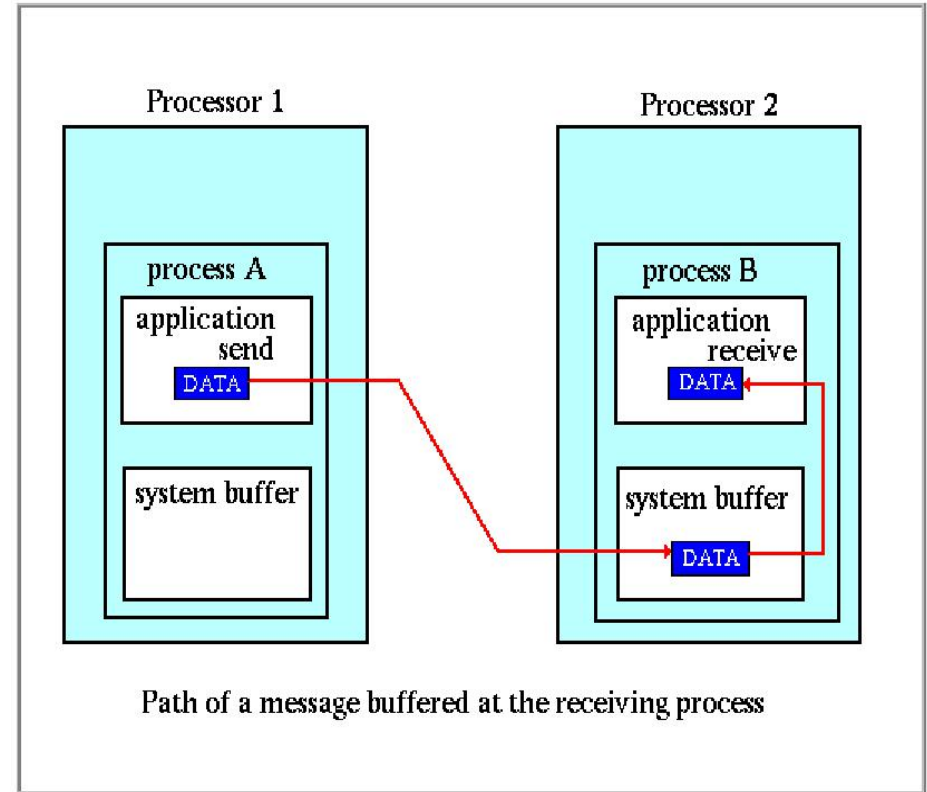 Processor 1
process A
application
send
DATA
system buffer
Processor 2
process B
application
receive
DATA
system buffer
DATA
Path of a message buffered at the receiving process